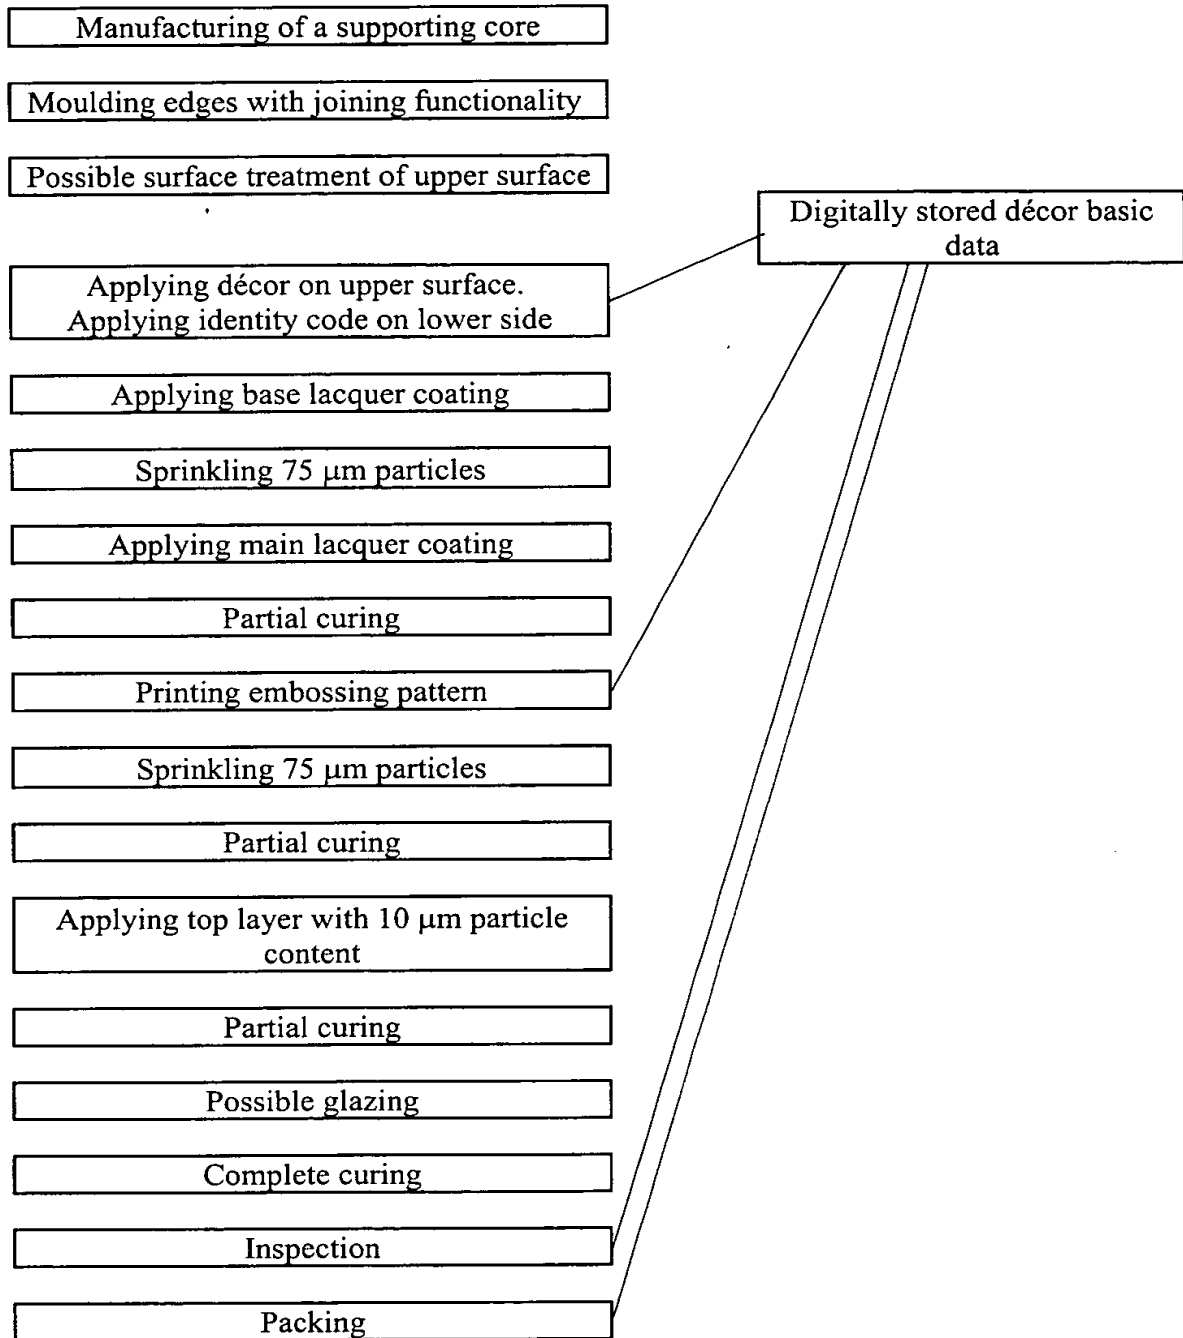 Manufacturing of a supporting core
Moulding edges with joining functionality
Possible surface treatment of upper surface
Digitally stored décor basic
data
Applying décor on upper surface.
Applying identity code on lower side
Applying base lacquer coating
Sprinkling 75 µm particles
Applying main lacquer coating
Partial curing
Printing embossing pattern
Sprinkling 75 µm particles
Partial curing
Applying top layer with 10 µm particle
content
Partial curing
Possible glazing
Complete curing
Inspection
Packing